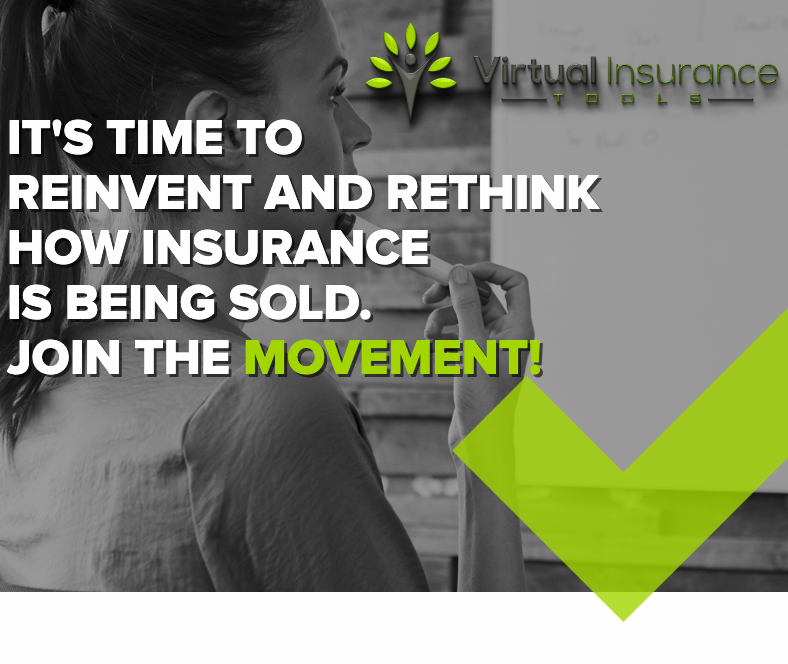 Virtual Insurance
TOOLS
IT'S TIME TO
REINVENT AND RETHINK
HOW INSURANCE
IS BEING SOLD.
JOIN THE MOVEMENT!